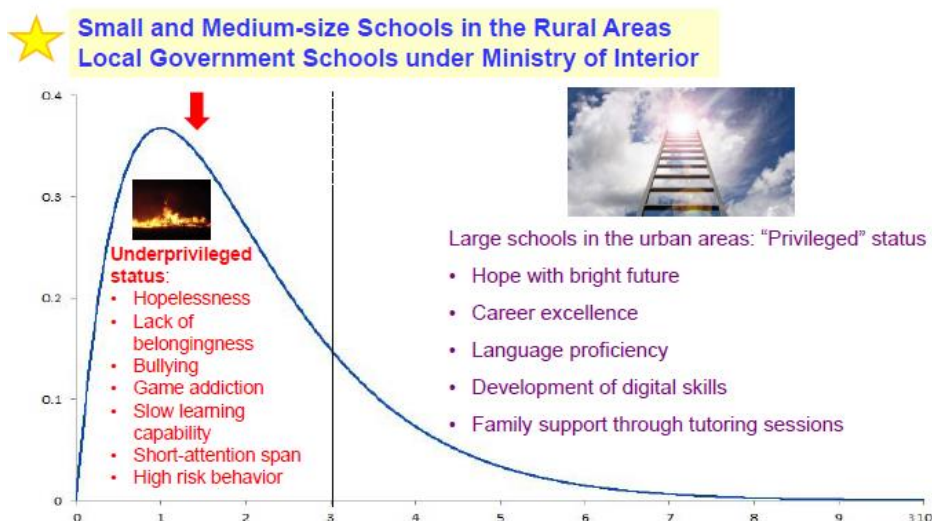 Small and Medium-size Schools in the Rural Areas
Local Government Schools under Ministry of Interior
0.4
0.3
0.2
0.1
0
Underprivileged
status:
• Hopelessness
• Lack of
belongingness
• Bullying
• Game addiction
• Slow learning
capability
• Short-attention span
• High risk behavior
Large schools in the urban areas: “Privileged” status
• Hope with bright future
• Career excellence
• Language proficiency
• Development of digital skills
• Family support through tutoring sessions
0 1 2 3 4 5 6 7 8 9 310